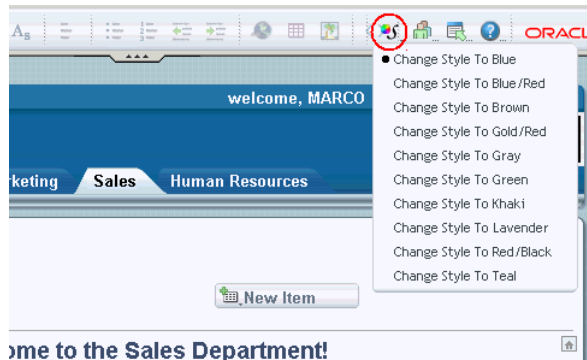 As
ORACL
Change Style To Blue
Change Style To Blue/Red
Change Style To Brown
Change Style To Gold/Red
Change Style To Gray
Change Style To Green
Change Style To Khaki
Change Style To Lavender
Change Style To Red/Black
Change Style To Teal
welcome, MARCO
keting Sales Human Resources
New Item
ome to the Sales Department!